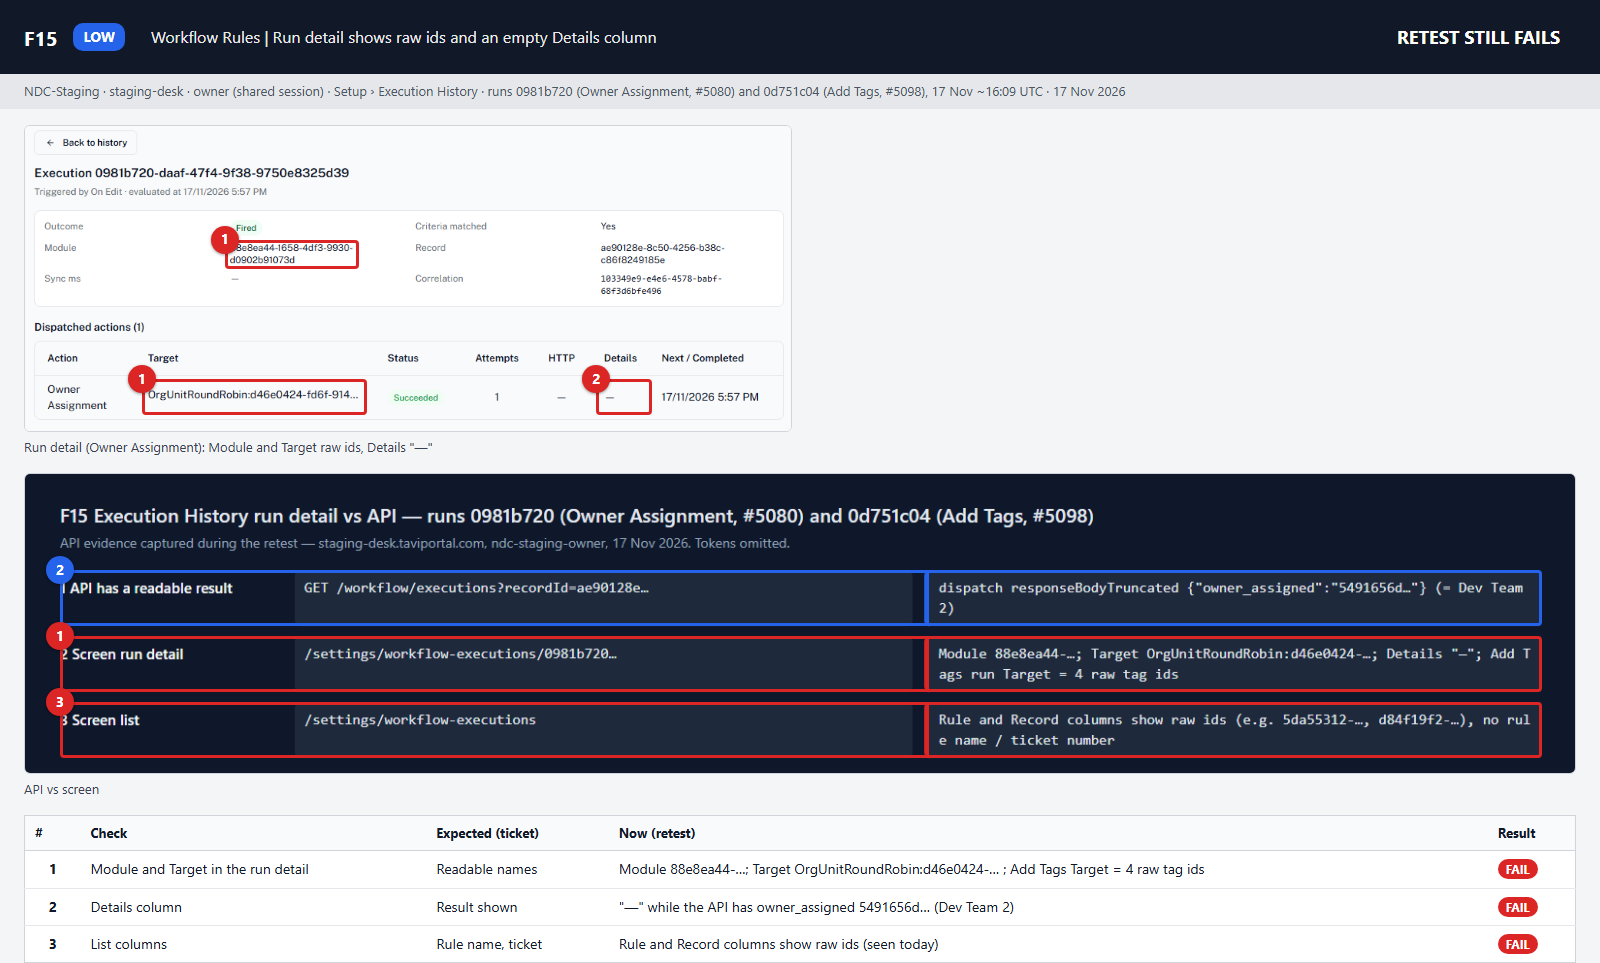 F15 LOW Workflow Rules | Run detail shows raw ids and an empty Details column RETEST STILL FAILS
NDC-Staging · staging-desk · owner (shared session) · Setup › Execution History · runs 0981b720 (Owner Assignment, #5080) and 0d751c04 (Add Tags, #5098), 17 Nov ~16:09 UTC · 17 Nov 2026
← Back to history
Execution 0981b720-daaf-47f4-9f38-9750e8325d39
Triggered by On Edit · evaluated at 17/11/2026 5:57 PM
Outcome Fired Criteria matched Yes
1
Module 88e8ea44-1658-4df3-9930- Record ae90128e-8c50-4256-b38c-
d0902b91073d c86f8249185e
Sync ms — Correlation 103349e9-e4e6-4578-babf-
68f3d6bfe496
Dispatched actions (1)
Action Target Status Attempts HTTP Details Next / Completed
1 2
Owner Assignment OrgUnitRoundRobin:d46e0424-fd6f-914... Succeeded 1 — — 17/11/2026 5:57 PM
Run detail (Owner Assignment): Module and Target raw ids, Details "—"
F15 Execution History run detail vs API — runs 0981b720 (Owner Assignment, #5080) and 0d751c04 (Add Tags, #5098)
API evidence captured during the retest — staging-desk.taviportal.com, ndc-staging-owner, 17 Nov 2026. Tokens omitted.
2
1 API has a readable result GET /workflow/executions?recordId=ae90128e… dispatch responseBodyTruncated {"owner_assigned":"5491656d…"} (= Dev Team
2)
1
2 Screen run detail /settings/workflow-executions/0981b720… Module 88e8ea44-…; Target OrgUnitRoundRobin:d46e0424-…; Details "—"; Add T
ags run Target = 4 raw tag ids
3
3 Screen list /settings/workflow-executions Rule and Record columns show raw ids (e.g. 5da55312-…, d84f19f2-…), no rul
e name / ticket number
API vs screen
# Check Expected (ticket) Now (retest) Result
1 Module and Target in the run detail Readable names Module 88e8ea44-...; Target OrgUnitRoundRobin:d46e0424-... ; Add Tags Target = 4 raw tag ids FAIL
2 Details column Result shown "—" while the API has owner_assigned 5491656d... (Dev Team 2) FAIL
3 List columns Rule name, ticket Rule and Record columns show raw ids (seen today) FAIL